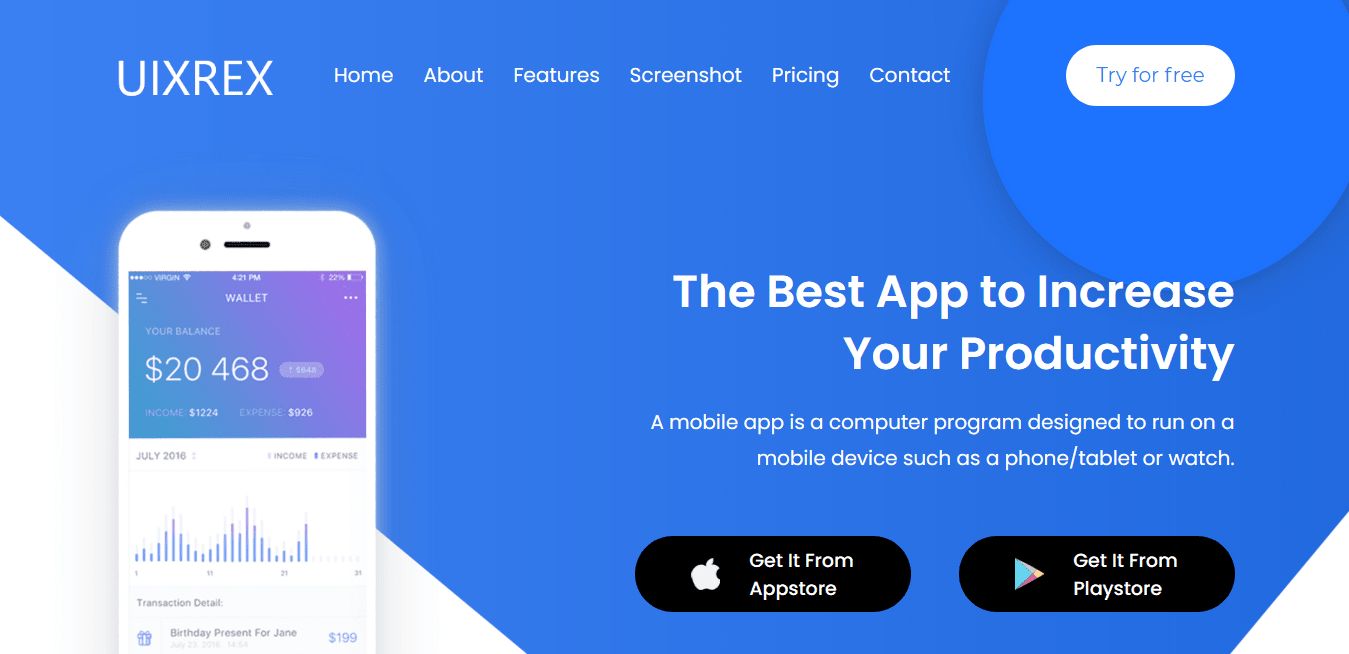 UIXREX
Home About Features Screenshot Pricing Contact
Try for free
VIRGIN 4:21 PM 22%
WALLET
YOUR BALANCE
$20 468 ↑ $648
INCOME: $1224 EXPENSE: $926
JULY 2016 INCOME EXPENSE
1 11 21 31
Transaction Detail:
Birthday Present For Jane $199
July 23, 2016 14:54
The Best App to Increase
Your Productivity
A mobile app is a computer program designed to run on a
mobile device such as a phone/tablet or watch.
Get It From
Appstore
Get It From
Playstore